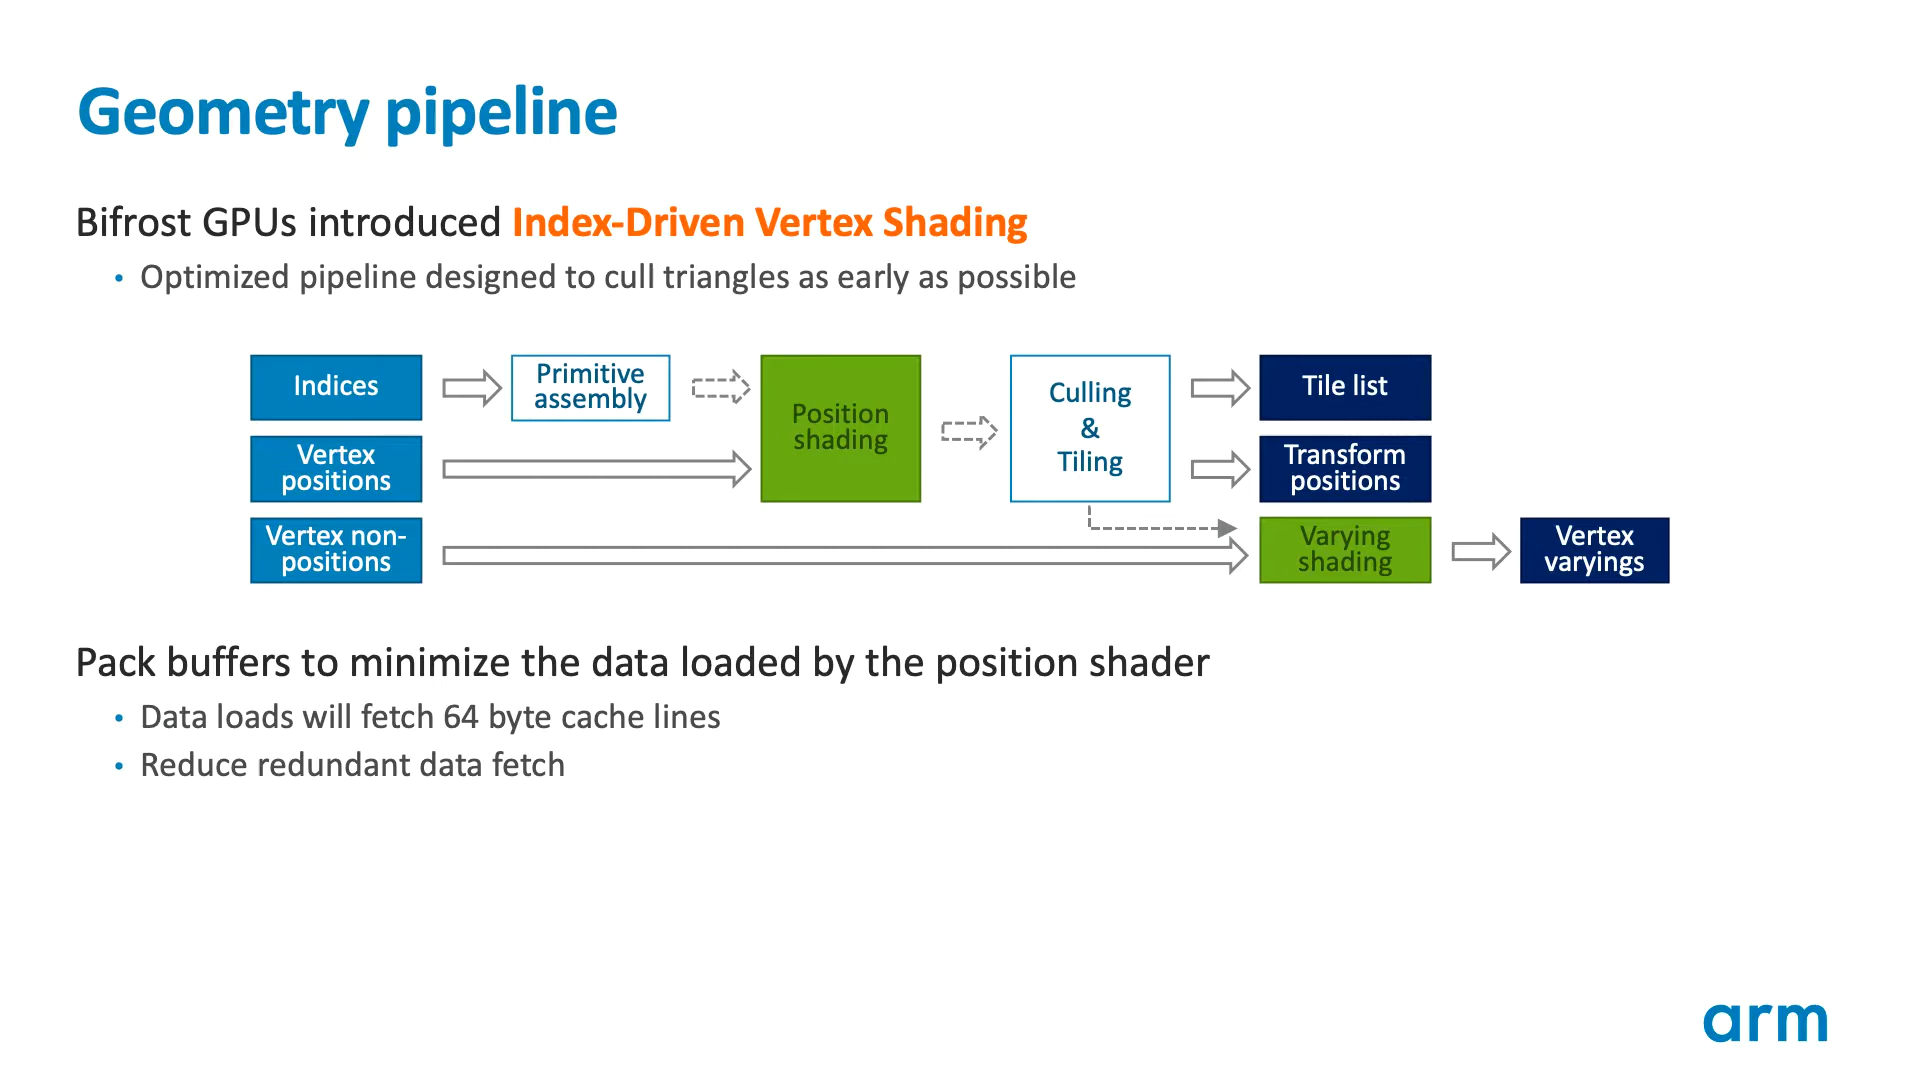 Geometry pipeline
Bifrost GPUs introduced Index-Driven Vertex Shading
• Optimized pipeline designed to cull triangles as early as possible
Indices
Primitive
assembly
Position
shading
Culling
&
Tiling
Tile list
Vertex
positions
Transform
positions
Vertex non-
positions
Varying
shading
Vertex
varyings
Pack buffers to minimize the data loaded by the position shader
• Data loads will fetch 64 byte cache lines
• Reduce redundant data fetch
arm